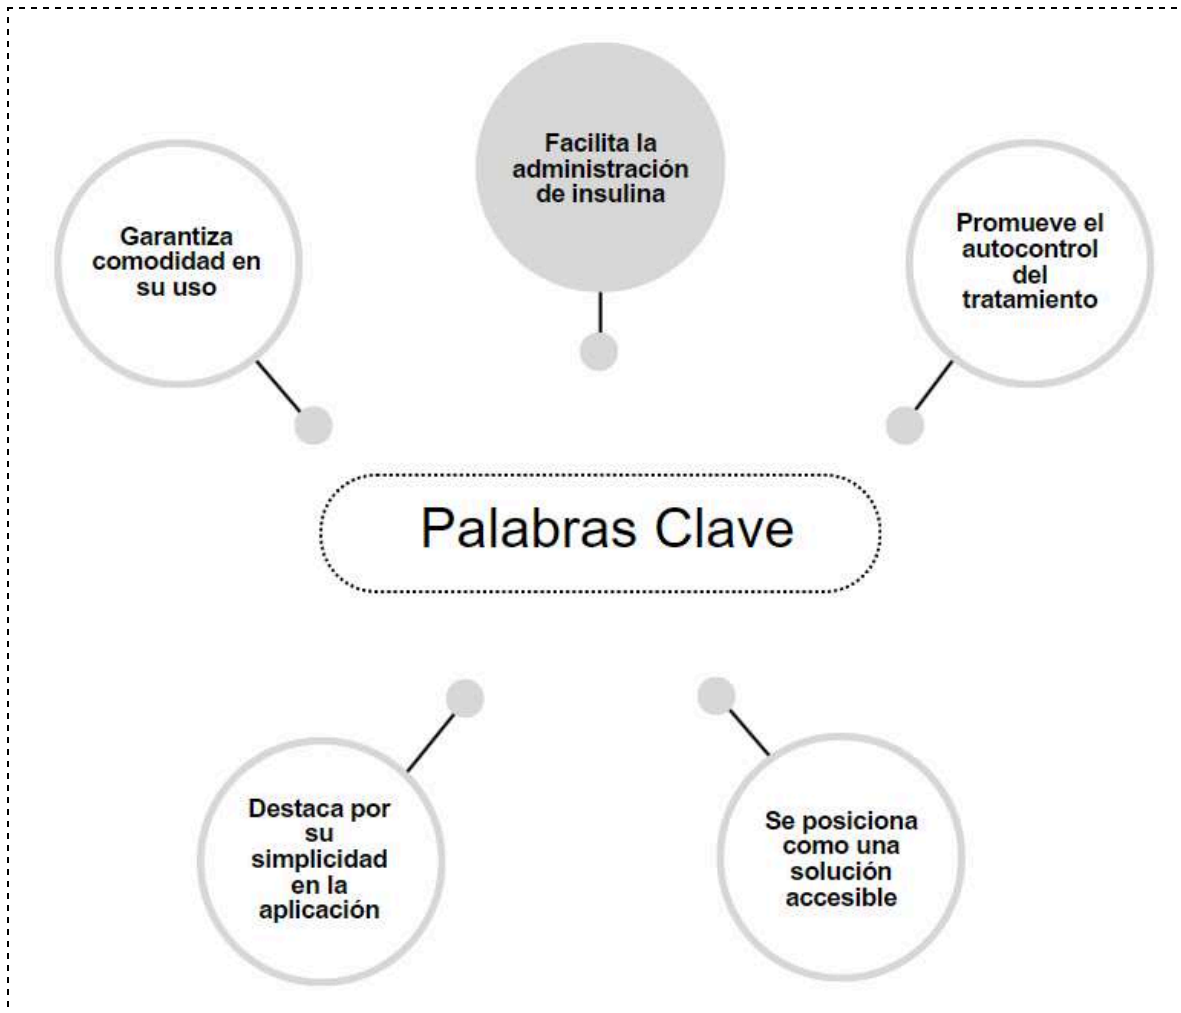 Facilita la
administración
de insulina
Garantiza
comodidad en
su uso
Promueve el
autocontrol
del
tratamiento
Palabras Clave
Destaca por
su
simplicidad
en la
aplicación
Se posiciona
como una
solución
accesible